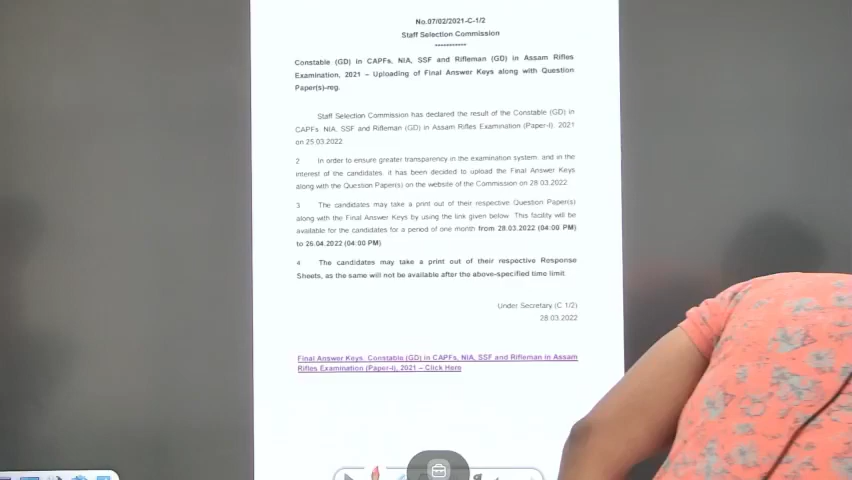 No.07/02/2021-C-1/2
Staff Selection Commission
-----------
Constable (GD) in CAPFs, NIA, SSF and Rifleman (GD) in Assam Rifles
Examination, 2021 – Uploading of Final Answer Keys along with Question
Paper(s)-reg.
Staff Selection Commission has declared the result of the Constable (GD) in
CAPFs, NIA, SSF and Rifleman (GD) in Assam Rifles Examination (Paper-I), 2021
on 25.03.2022.
2. In order to ensure greater transparency in the examination system, and in the
interest of the candidates, it has been decided to upload the Final Answer Keys
along with the Question Paper(s) on the website of the Commission on 28.03.2022.
3. The candidates may take a print out of their respective Question Paper(s)
along with the Final Answer Keys by using the link given below. This facility will be
available for the candidates for a period of one month from 28.03.2022 (04:00 PM)
to 26.04.2022 (04:00 PM).
4. The candidates may take a print out of their respective Response
Sheets, as the same will not be available after the above-specified time limit.
Under Secretary (C 1/2)
28.03.2022
Final Answer Keys, Constable (GD) in CAPFs, NIA, SSF and Rifleman in Assam
Rifles Examination (Paper-I), 2021 – Click Here